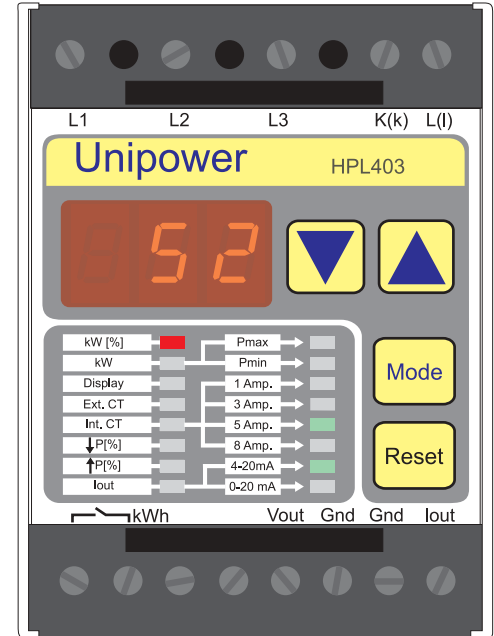 L1 L2 L3 K(k) L(l)
Unipower HPL403
52
kW [%] Pmax
kW Pmin
Display 1 Amp.
Ext. CT 3 Amp.
Int. CT 5 Amp.
↓P[%] 8 Amp.
↑P[%] 4-20mA
Iout 0-20 mA
Mode
Reset
kWh Vout Gnd Gnd Iout